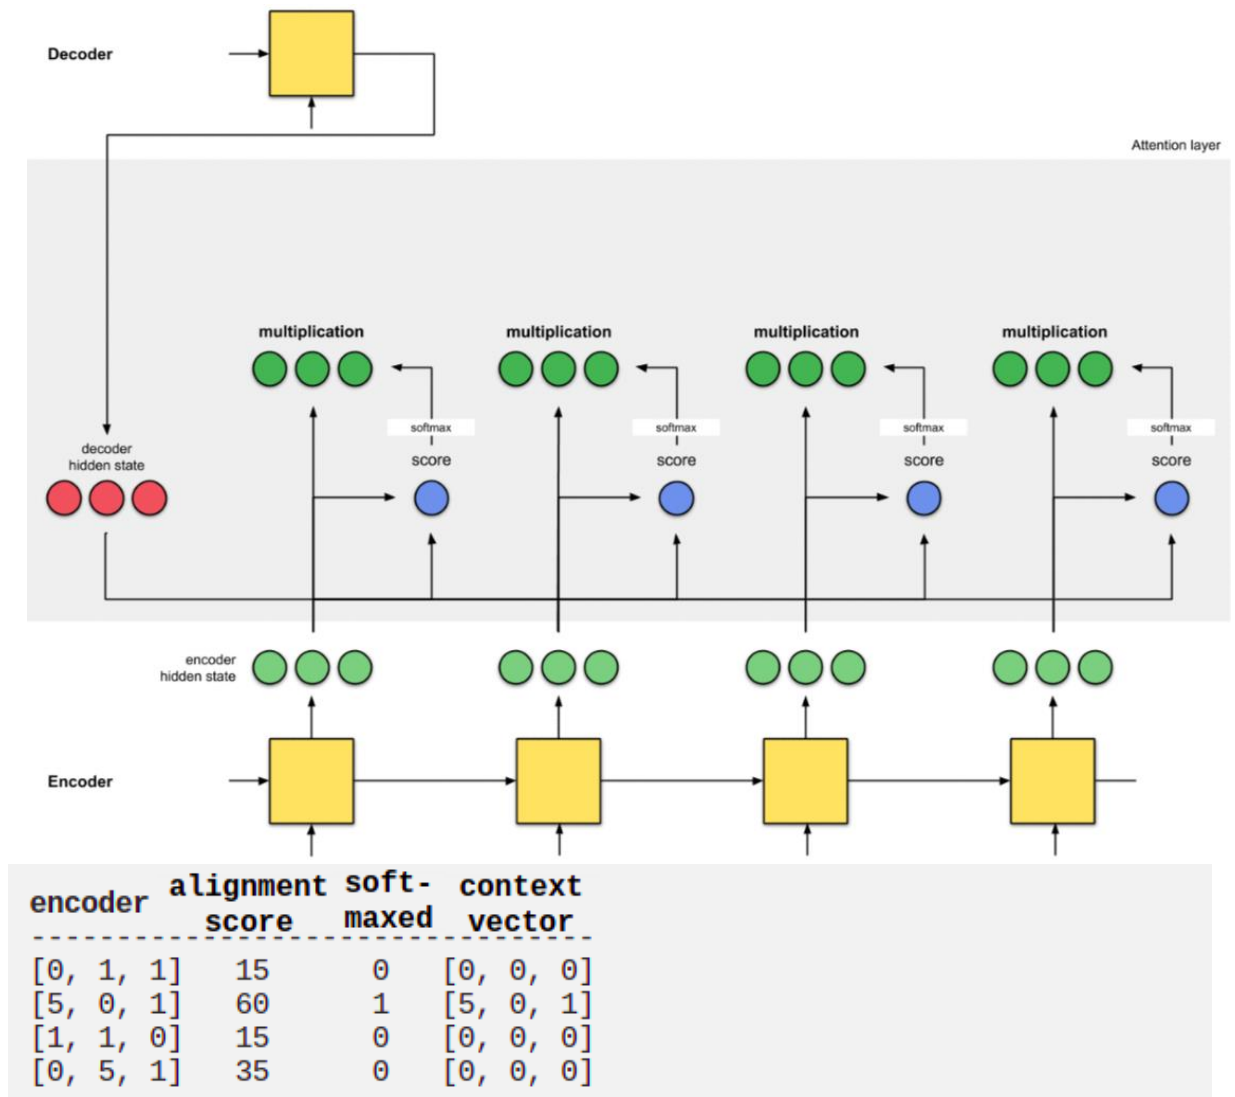 Decoder
Attention layer
multiplication multiplication multiplication multiplication
softmax softmax softmax softmax
decoder
hidden state
score score score score
encoder
hidden state
Encoder
encoder alignment score soft-maxed context vector
---------------------------------
[0, 1, 1] 15 0 [0, 0, 0]
[5, 0, 1] 60 1 [5, 0, 1]
[1, 1, 0] 15 0 [0, 0, 0]
[0, 5, 1] 35 0 [0, 0, 0]